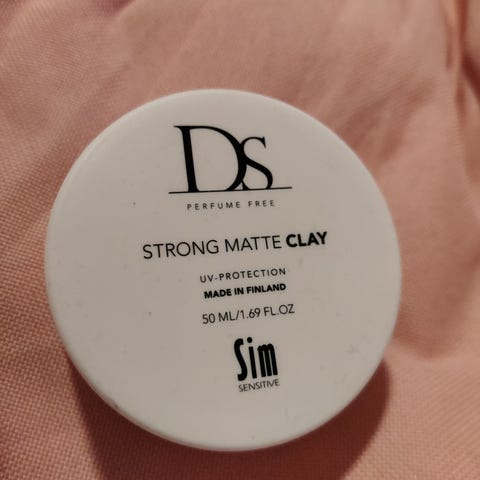 DS
PERFUME FREE
STRONG MATTE CLAY
UV-PROTECTION
MADE IN FINLAND
50 ML/1.69 FL.OZ
Sim
SENSITIVE